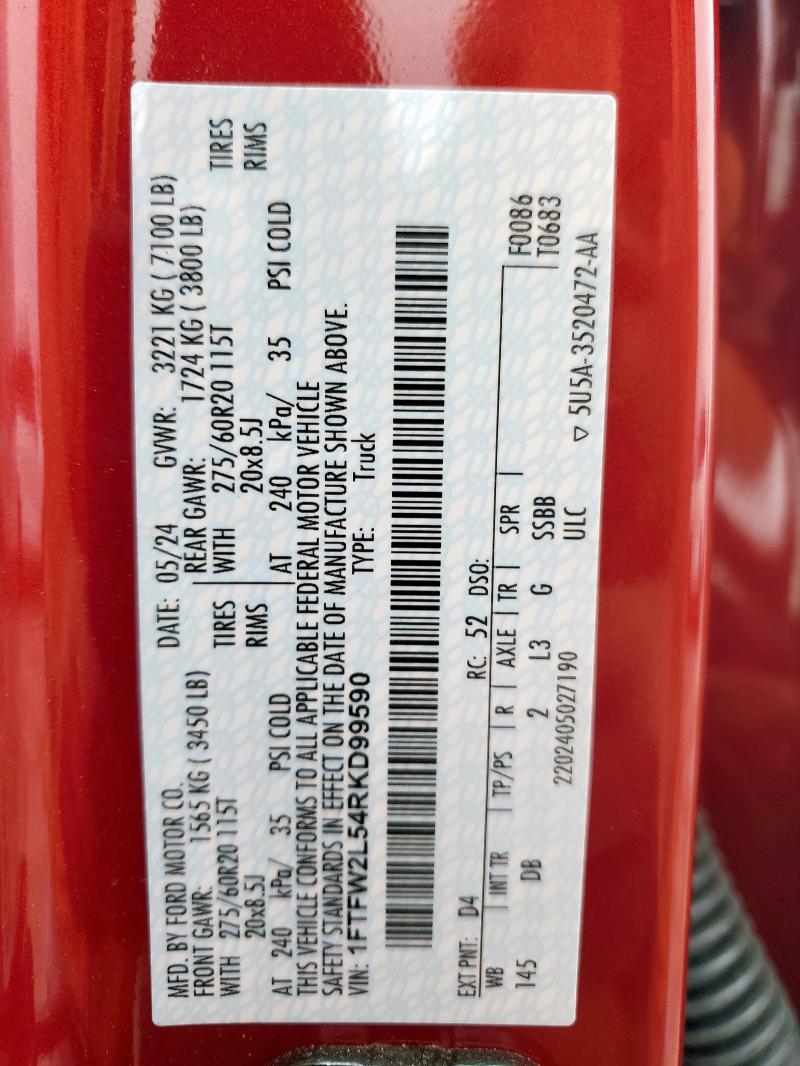 MFD. BY FORD MOTOR CO. DATE: 05/24 GVWR: 3221 KG ( 7100 LB)
FRONT GAWR: 1565 KG ( 3450 LB) REAR GAWR: 1724 KG ( 3800 LB)
WITH 275/60R20 115T TIRES WITH 275/60R20 115T TIRES
20x8.5J RIMS 20x8.5J RIMS
AT 240 kPa/ 35 PSI COLD AT 240 kPa/ 35 PSI COLD
THIS VEHICLE CONFORMS TO ALL APPLICABLE FEDERAL MOTOR VEHICLE
SAFETY STANDARDS IN EFFECT ON THE DATE OF MANUFACTURE SHOWN ABOVE.
VIN: 1FTFW2L54RKD99590 TYPE: Truck
EXT PNT: D4 RC: 52 DSO:
WB INT TR TP/PS R AXLE TR SPR F0086
145 DB 2 L3 G SSBB T0683
ULC
2202405027190 ▽ 5U5A-3520472-AA